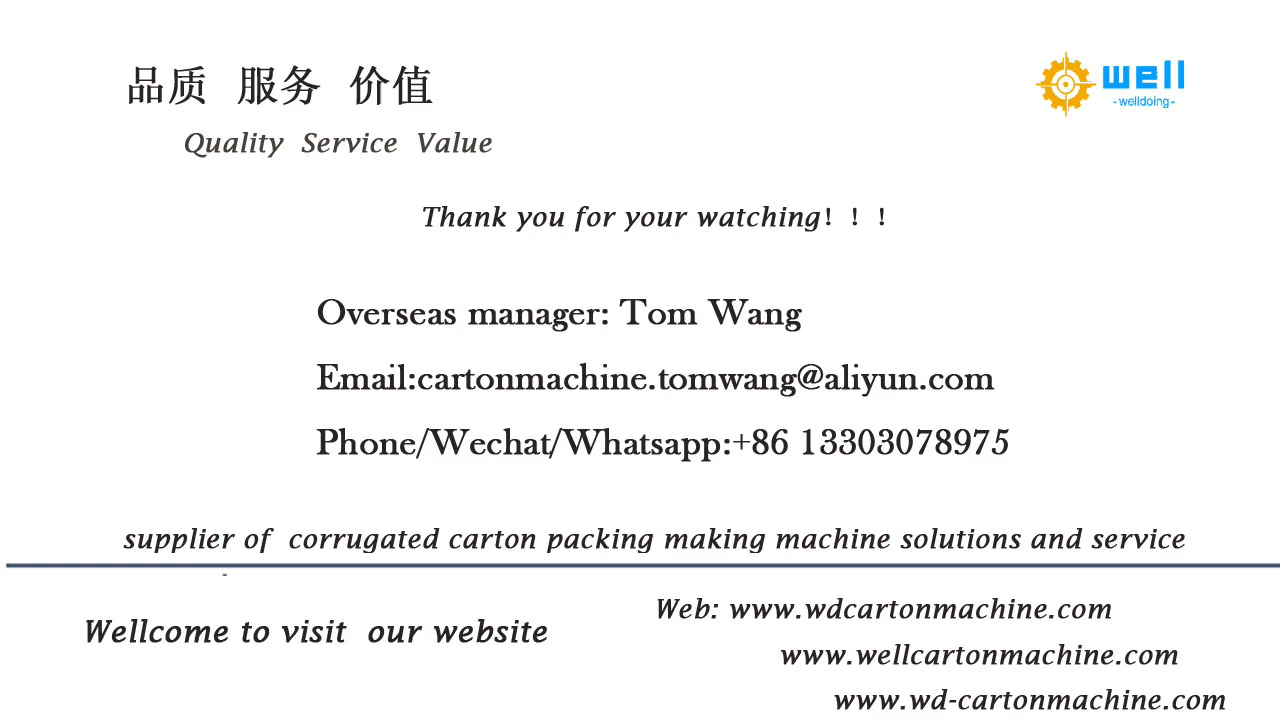 品质 服务 价值
well
-welldoing-
Quality Service Value
Thank you for your watching！！！
Overseas manager: Tom Wang
Email:cartonmachine.tomwang@aliyun.com
Phone/Wechat/Whatsapp:+86 13303078975
supplier of corrugated carton packing making machine solutions and service
Wellcome to visit our website
Web: www.wdcartonmachine.com
www.wellcartonmachine.com
www.wd-cartonmachine.com